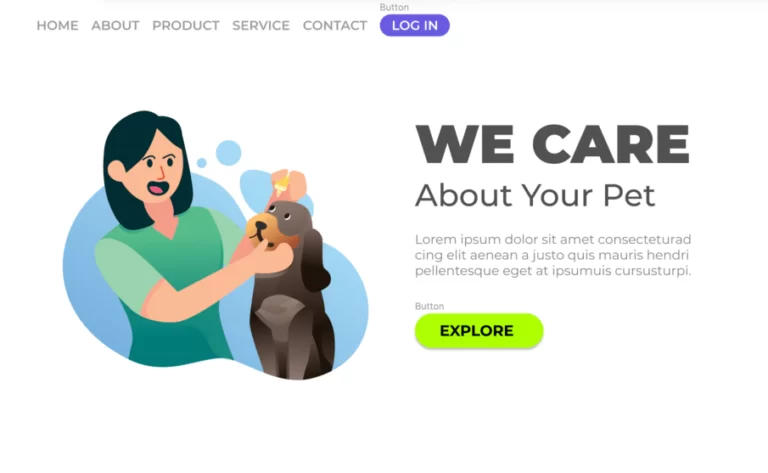 Button
HOME ABOUT PRODUCT SERVICE CONTACT LOG IN
WE CARE
About Your Pet
Lorem ipsum dolor sit amet consecteturad
cing elit aenean a justo quis mauris hendri
pellentesque eget at ipsumuis cursusturpi.
Button
EXPLORE